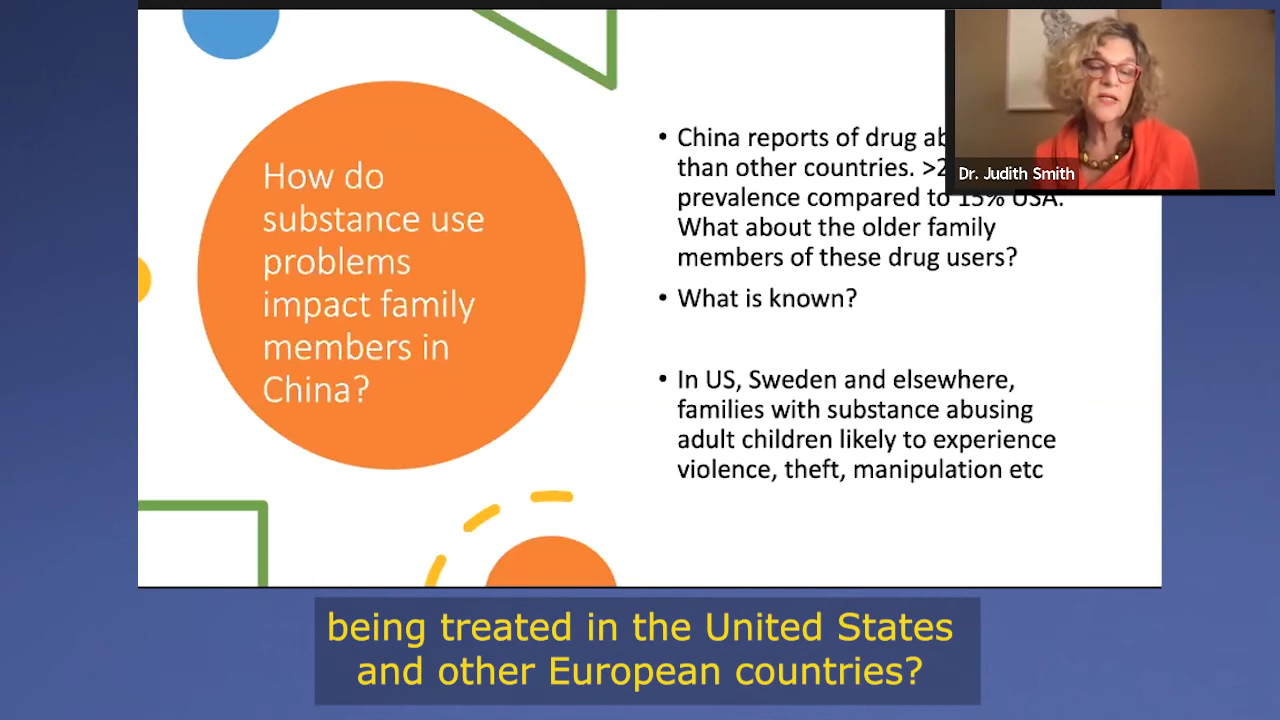 How do
substance use
problems
impact family
members in
China?
• China reports of drug
than other countries.
prevalence compared to 15% USA.
What about the older family
members of these drug users?
• What is known?
• In US, Sweden and elsewhere,
families with substance abusing
adult children likely to experience
violence, theft, manipulation etc
Dr. Judith Smith
being treated in the United States
and other European countries?